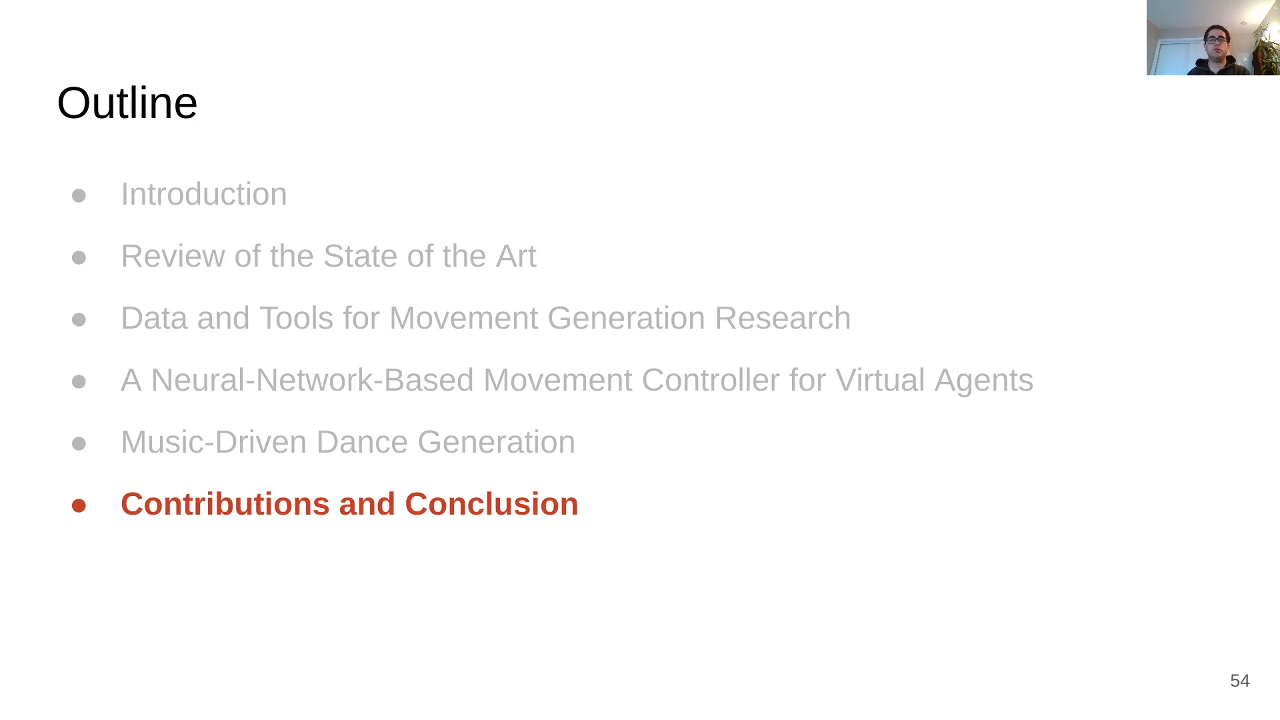 Outline
● Introduction
● Review of the State of the Art
● Data and Tools for Movement Generation Research
● A Neural-Network-Based Movement Controller for Virtual Agents
● Music-Driven Dance Generation
● Contributions and Conclusion
54